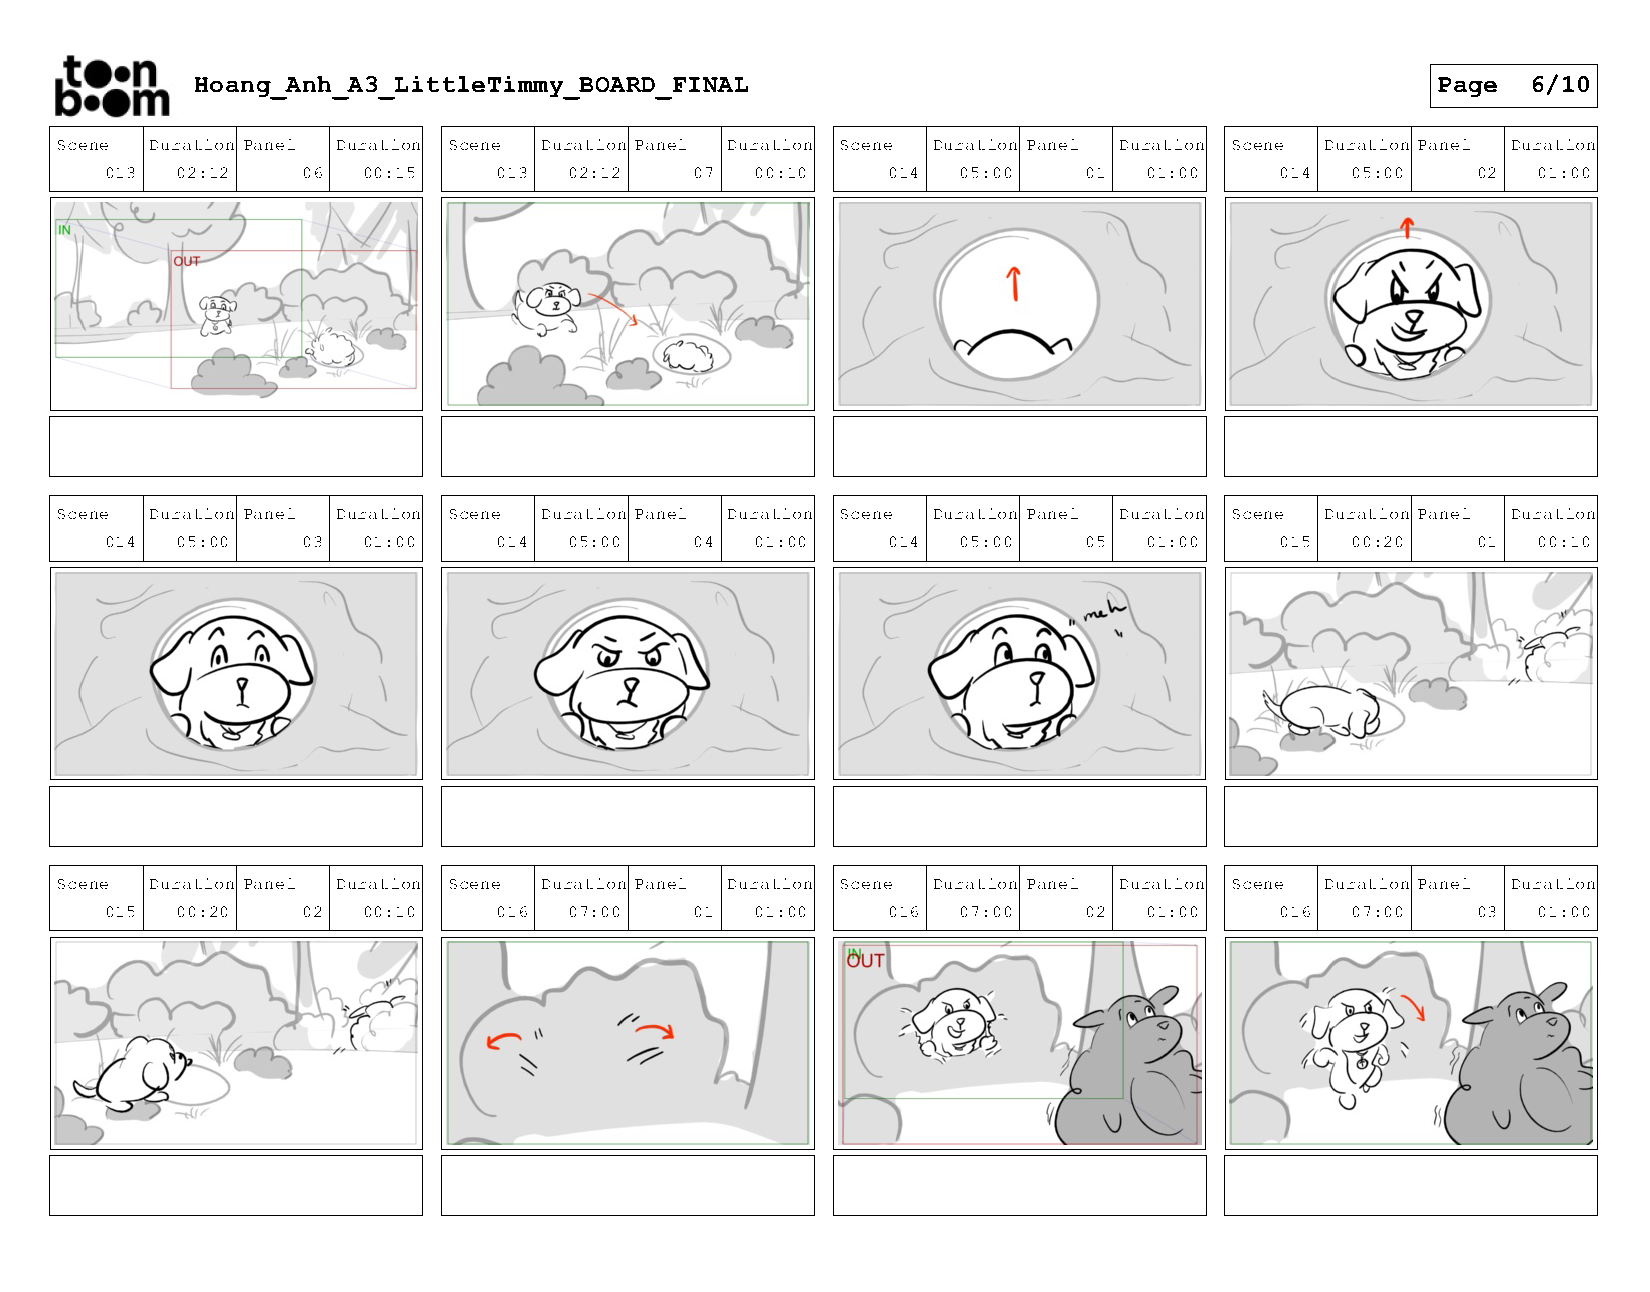 toon boom
Hoang_Anh_A3_LittleTimmy_BOARD_FINAL
Page 6/10
Scene Duration Panel Duration Scene Duration Panel Duration Scene Duration Panel Duration Scene Duration Panel Duration
013 02:12 06 00:15 013 02:12 07 00:10 014 05:00 01 01:00 014 05:00 02 01:00
IN
OUT
Scene Duration Panel Duration Scene Duration Panel Duration Scene Duration Panel Duration Scene Duration Panel Duration
014 05:00 03 01:00 014 05:00 04 01:00 014 05:00 05 01:00 015 00:20 01 00:10
"meh"
Scene Duration Panel Duration Scene Duration Panel Duration Scene Duration Panel Duration Scene Duration Panel Duration
015 00:20 02 00:10 016 07:00 01 01:00 016 07:00 02 01:00 016 07:00 03 01:00
IN
OUT